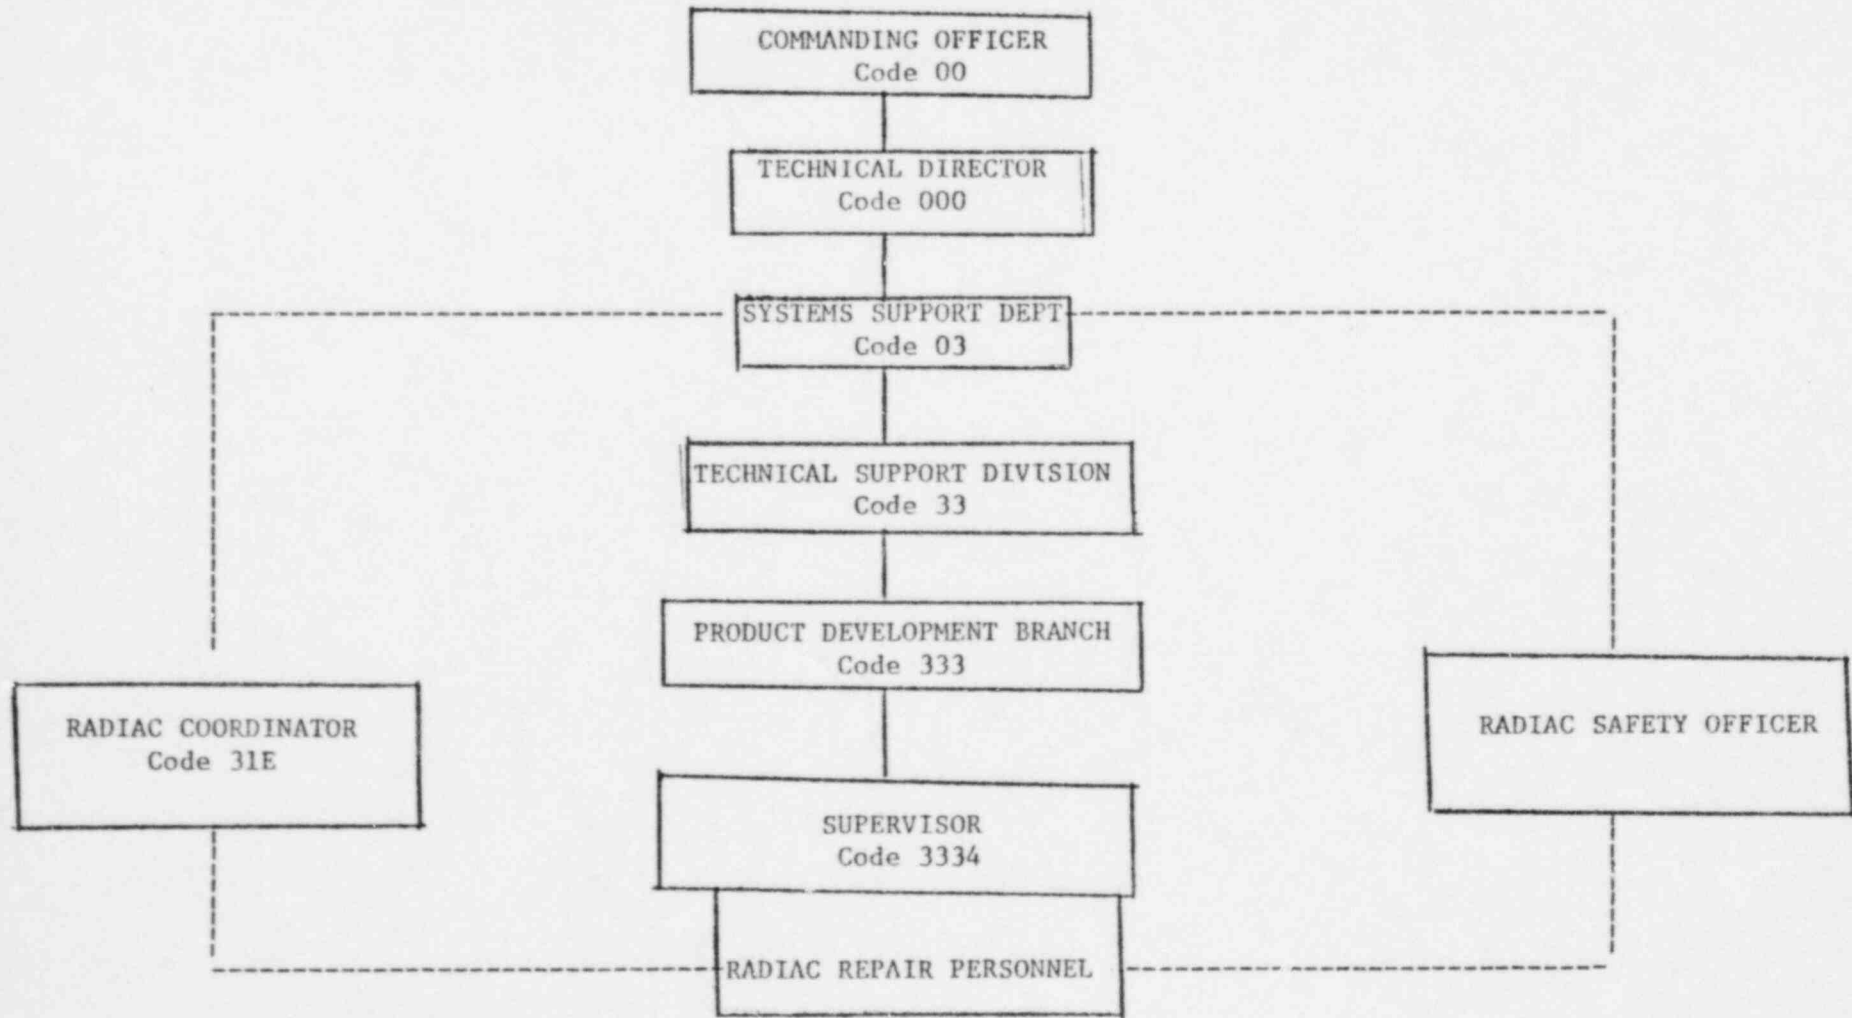 COMMANDING OFFICER
Code 00
TECHNICAL DIRECTOR
Code 000
SYSTEMS SUPPORT DEPT
Code 03
TECHNICAL SUPPORT DIVISION
Code 33
PRODUCT DEVELOPMENT BRANCH
Code 333
RADIAC COORDINATOR
Code 31E
RADIAC SAFETY OFFICER
SUPERVISOR
Code 3334
RADIAC REPAIR PERSONNEL